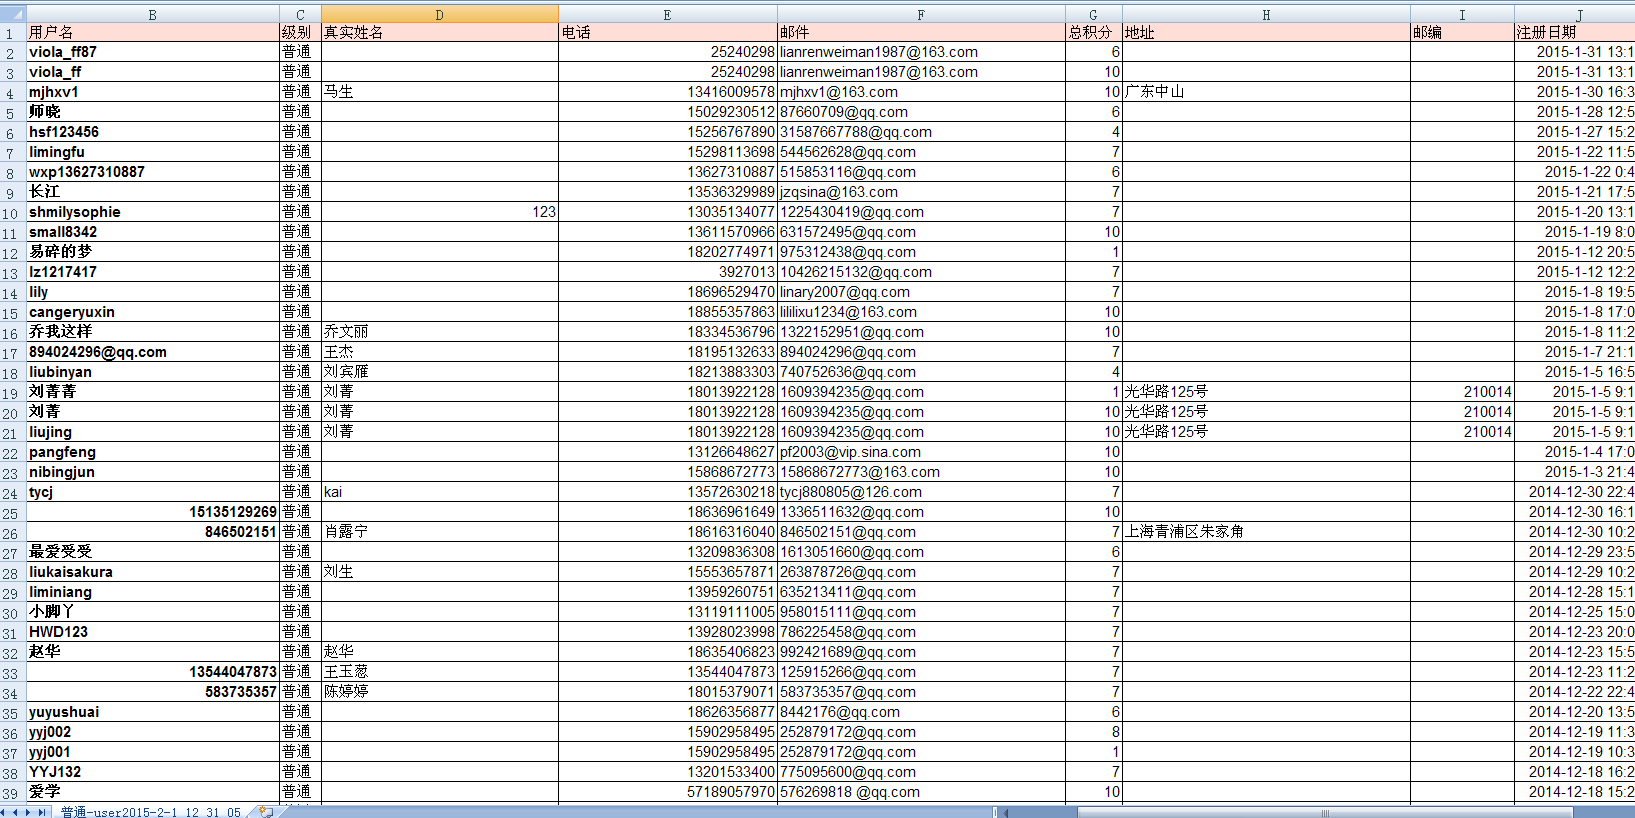 B C D E F G H I J
1 用户名 级别 真实姓名 电话 邮件 总积分 地址 邮编 注册日期
2 viola_ff87 普通 25240298 lianrenweiman1987@163.com 6 2015-1-31 13:1
3 viola_ff 普通 25240298 lianrenweiman1987@163.com 10 2015-1-31 13:1
4 mjhxv1 普通 马生 13416009578 mjhxv1@163.com 10 广东中山 2015-1-30 16:3
5 师晓 普通 15029230512 87660709@qq.com 6 2015-1-28 12:5
6 hsf123456 普通 15256767890 31587667788@qq.com 4 2015-1-27 15:2
7 limingfu 普通 15298113698 544562628@qq.com 7 2015-1-22 11:5
8 wxp13627310887 普通 13627310887 515853116@qq.com 6 2015-1-22 0:4
9 长江 普通 13536329989 jzqsina@163.com 7 2015-1-21 17:5
10 shmilysophie 普通 123 13035134077 1225430419@qq.com 7 2015-1-20 13:1
11 small8342 普通 13611570966 631572495@qq.com 10 2015-1-19 8:0
12 易碎的梦 普通 18202774971 975312438@qq.com 1 2015-1-12 20:5
13 lz1217417 普通 3927013 10426215132@qq.com 7 2015-1-12 12:2
14 lily 普通 18696529470 linary2007@qq.com 7 2015-1-8 19:5
15 cangeryuxin 普通 18855357863 lililixu1234@163.com 10 2015-1-8 17:0
16 乔我这样 普通 乔文丽 18334536796 1322152951@qq.com 10 2015-1-8 11:2
17 894024296@qq.com 普通 王杰 18195132633 894024296@qq.com 7 2015-1-7 21:1
18 liubinyan 普通 刘宾雁 18213883303 740752636@qq.com 4 2015-1-5 16:5
19 刘菁菁 普通 刘菁 18013922128 1609394235@qq.com 1 光华路125号 210014 2015-1-5 9:1
20 刘菁 普通 刘菁 18013922128 1609394235@qq.com 10 光华路125号 210014 2015-1-5 9:1
21 liujing 普通 刘菁 18013922128 1609394235@qq.com 10 光华路125号 210014 2015-1-5 9:1
22 pangfeng 普通 13126648627 pf2003@vip.sina.com 10 2015-1-4 17:0
23 nibingjun 普通 15868672773 15868672773@163.com 10 2015-1-3 21:4
24 tycj 普通 kai 13572630218 tycj880805@126.com 7 2014-12-30 22:4
25 15135129269 普通 18636961649 1336511632@qq.com 10 2014-12-30 16:1
26 846502151 普通 肖露宁 18616316040 846502151@qq.com 7 上海青浦区朱家角 2014-12-30 10:2
27 最爱受受 普通 13209836308 1613051660@qq.com 6 2014-12-29 23:5
28 liukaisakura 普通 刘生 15553657871 263878726@qq.com 7 2014-12-29 10:2
29 liminiang 普通 13959260751 635213411@qq.com 7 2014-12-28 15:1
30 小脚丫 普通 13119111005 958015111@qq.com 7 2014-12-25 15:0
31 HWD123 普通 13928023998 786225458@qq.com 7 2014-12-23 20:0
32 赵华 普通 赵华 18635406823 992421689@qq.com 7 2014-12-23 15:5
33 13544047873 普通 王玉葱 13544047873 125915266@qq.com 7 2014-12-23 11:2
34 583735357 普通 陈婷婷 18015379071 583735357@qq.com 7 2014-12-22 22:4
35 yuyushuai 普通 18626356877 8442176@qq.com 6 2014-12-20 13:5
36 yyj002 普通 15902958495 252879172@qq.com 8 2014-12-19 11:3
37 yyj001 普通 15902958495 252879172@qq.com 1 2014-12-19 10:3
38 YYJ132 普通 13201533400 775095600@qq.com 7 2014-12-18 16:2
39 爱学 普通 57189057970 576269818 @qq.com 10 2014-12-18 15:2
普通-user2015-2-1 12 31 05